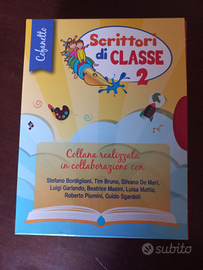 Cofanetto
Scrittori
di CLASSE
2
Collana realizzata
in collaborazione con
Stefano Bordiglioni, Tim Bruno, Silvana De Mari,
Luigi Garlando, Beatrice Masini, Luisa Mattia,
Roberto Piumini, Guido Sgardoli
subito